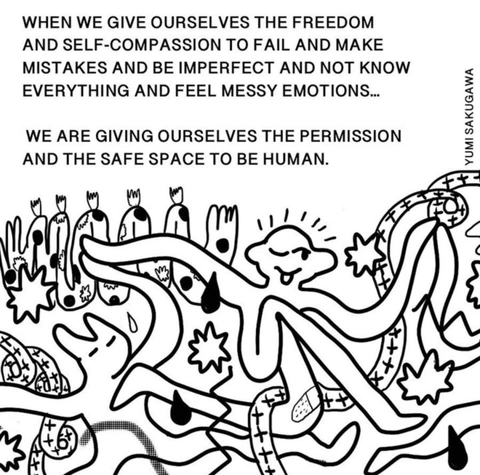 WHEN WE GIVE OURSELVES THE FREEDOM
AND SELF-COMPASSION TO FAIL AND MAKE
MISTAKES AND BE IMPERFECT AND NOT KNOW
EVERYTHING AND FEEL MESSY EMOTIONS...
WE ARE GIVING OURSELVES THE PERMISSION
AND THE SAFE SPACE TO BE HUMAN.
YUMI SAKUGAWA